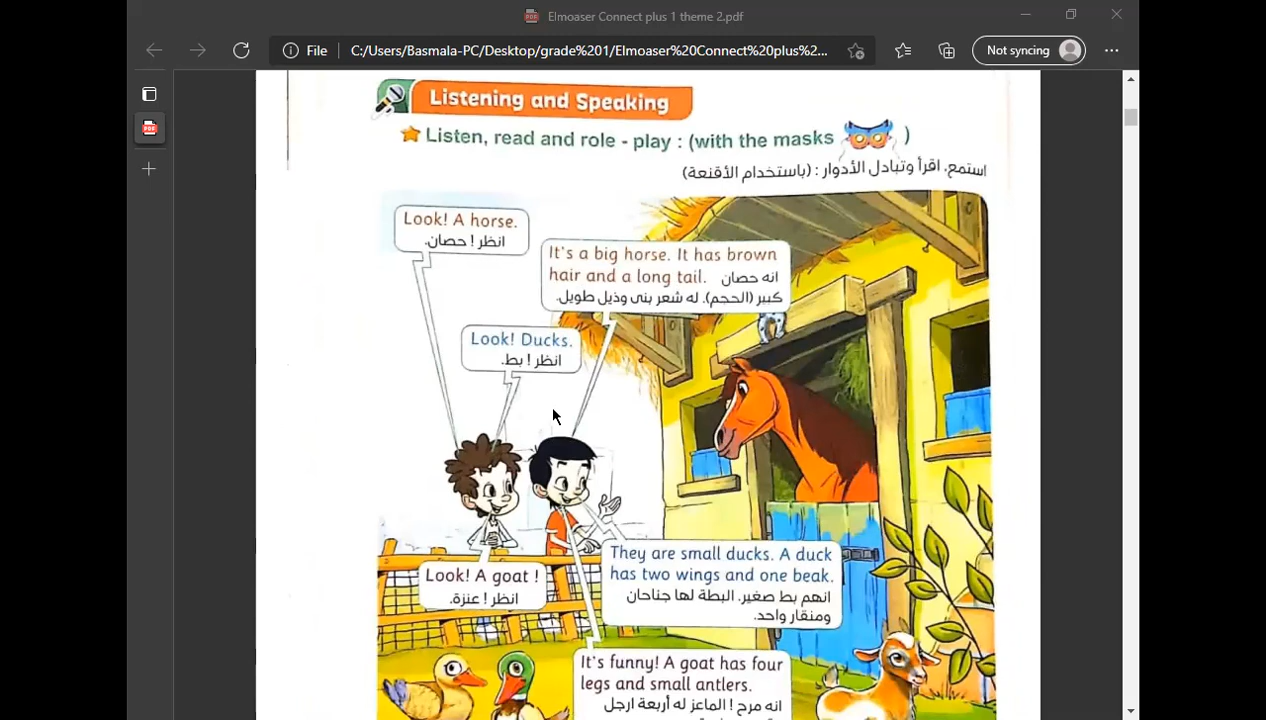 Elmoaser Connect plus 1 theme 2.pdf
File
C:/Users/Basmala-PC/Desktop/grade%201/Elmoaser%20Connect%20plus%2...
Not syncing
Listening and Speaking
Listen, read and role - play : (with the masks )
استمع، اقرأ وتبادل الأدوار : (باستخدام الأقنعة)
Look! A horse.
انظر ! حصان.
It's a big horse. It has brown
hair and a long tail. انه حصان
كبير (الحجم). له شعر بنى وذيل طويل.
Look! Ducks.
انظر ! بط.
They are small ducks. A duck
has two wings and one beak.
انهم بط صغير. البطة لها جناحان
ومنقار واحد.
Look! A goat !
انظر ! عنزة.
It's funny! A goat has four
legs and small antlers.
انه مرح ! الماعز له أربعة ارجل